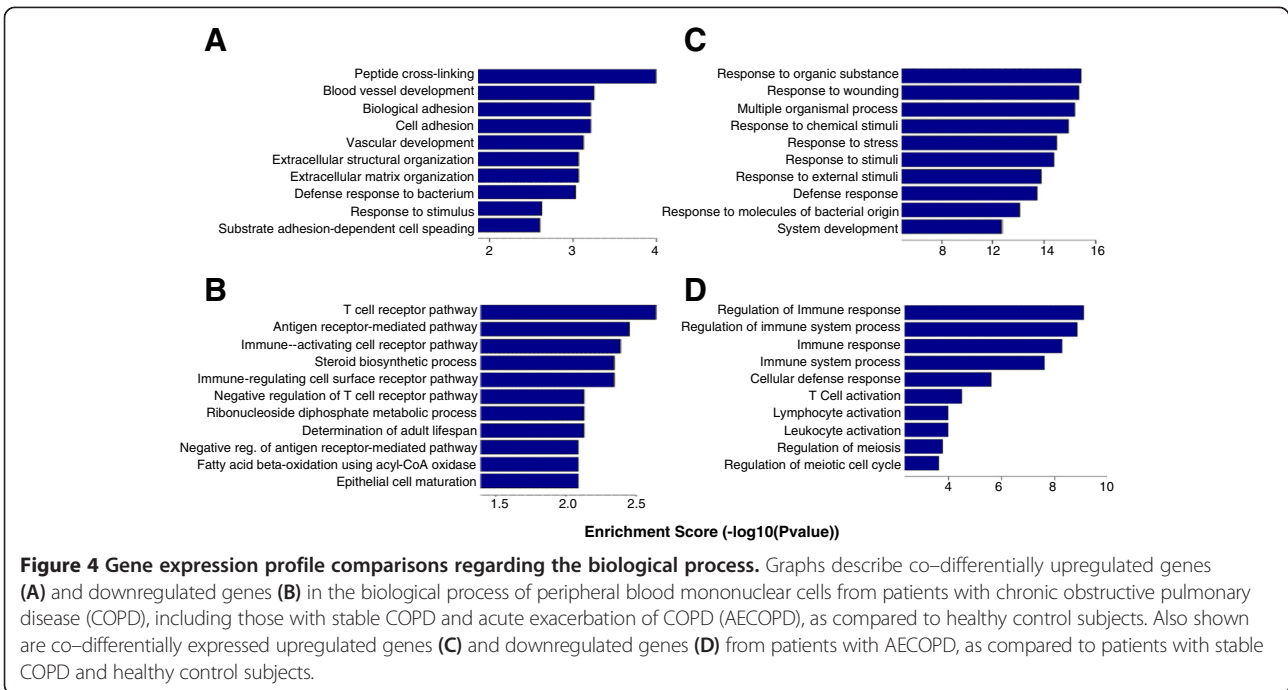 A
Peptide cross-linking
Blood vessel development
Biological adhesion
Cell adhesion
Vascular development
Extracellular structural organization
Extracellular matrix organization
Defense response to bacterium
Response to stimulus
Substrate adhesion-dependent cell speading
2 3 4
C
Response to organic substance
Response to wounding
Multiple organismal process
Response to chemical stimuli
Response to stress
Response to stimuli
Response to external stimuli
Defense response
Response to molecules of bacterial origin
System development
8 12 14 16
B
T cell receptor pathway
Antigen receptor-mediated pathway
Immune--activating cell receptor pathway
Steroid biosynthetic process
Immune-regulating cell surface receptor pathway
Negative regulation of T cell receptor pathway
Ribonucleoside diphosphate metabolic process
Determination of adult lifespan
Negative reg. of antigen receptor-mediated pathway
Fatty acid beta-oxidation using acyl-CoA oxidase
Epithelial cell maturation
1.5 2.0 2.5
D
Regulation of Immune response
Regulation of immune system process
Immune response
Immune system process
Cellular defense response
T Cell activation
Lymphocyte activation
Leukocyte activation
Regulation of meiosis
Regulation of meiotic cell cycle
4 6 8 10
Enrichment Score (-log10(Pvalue))
Figure 4 Gene expression profile comparisons regarding the biological process. Graphs describe co–differentially upregulated genes
(A) and downregulated genes (B) in the biological process of peripheral blood mononuclear cells from patients with chronic obstructive pulmonary
disease (COPD), including those with stable COPD and acute exacerbation of COPD (AECOPD), as compared to healthy control subjects. Also shown
are co–differentially expressed upregulated genes (C) and downregulated genes (D) from patients with AECOPD, as compared to patients with stable
COPD and healthy control subjects.